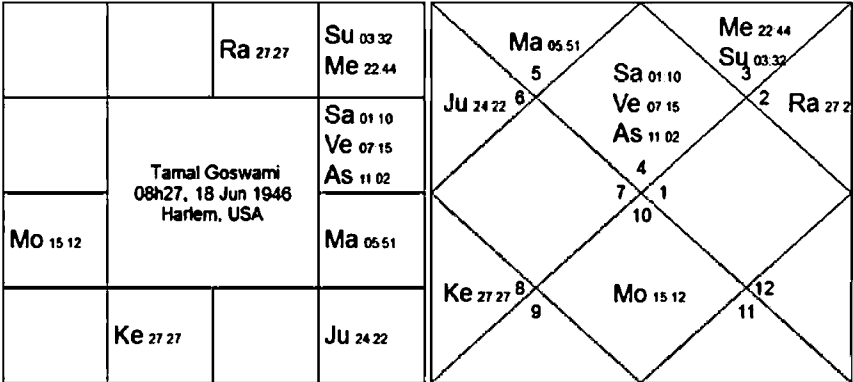 Ra 27 27
Su 03 32
Me 22 44
Sa 01 10
Ve 07 15
As 11 02
Tamal Goswami
08h27, 18 Jun 1946
Harlem, USA
Mo 15 12
Ma 05 51
Ke 27 27
Ju 24 22
Ma 05 51
Me 22 44
Su 03 32
5
3
Sa 01 10
Ve 07 15
As 11 02
Ju 24 22
6
2
Ra 27 2
4
7
1
10
Ke 27 27
8
9
Mo 15 12
12
11